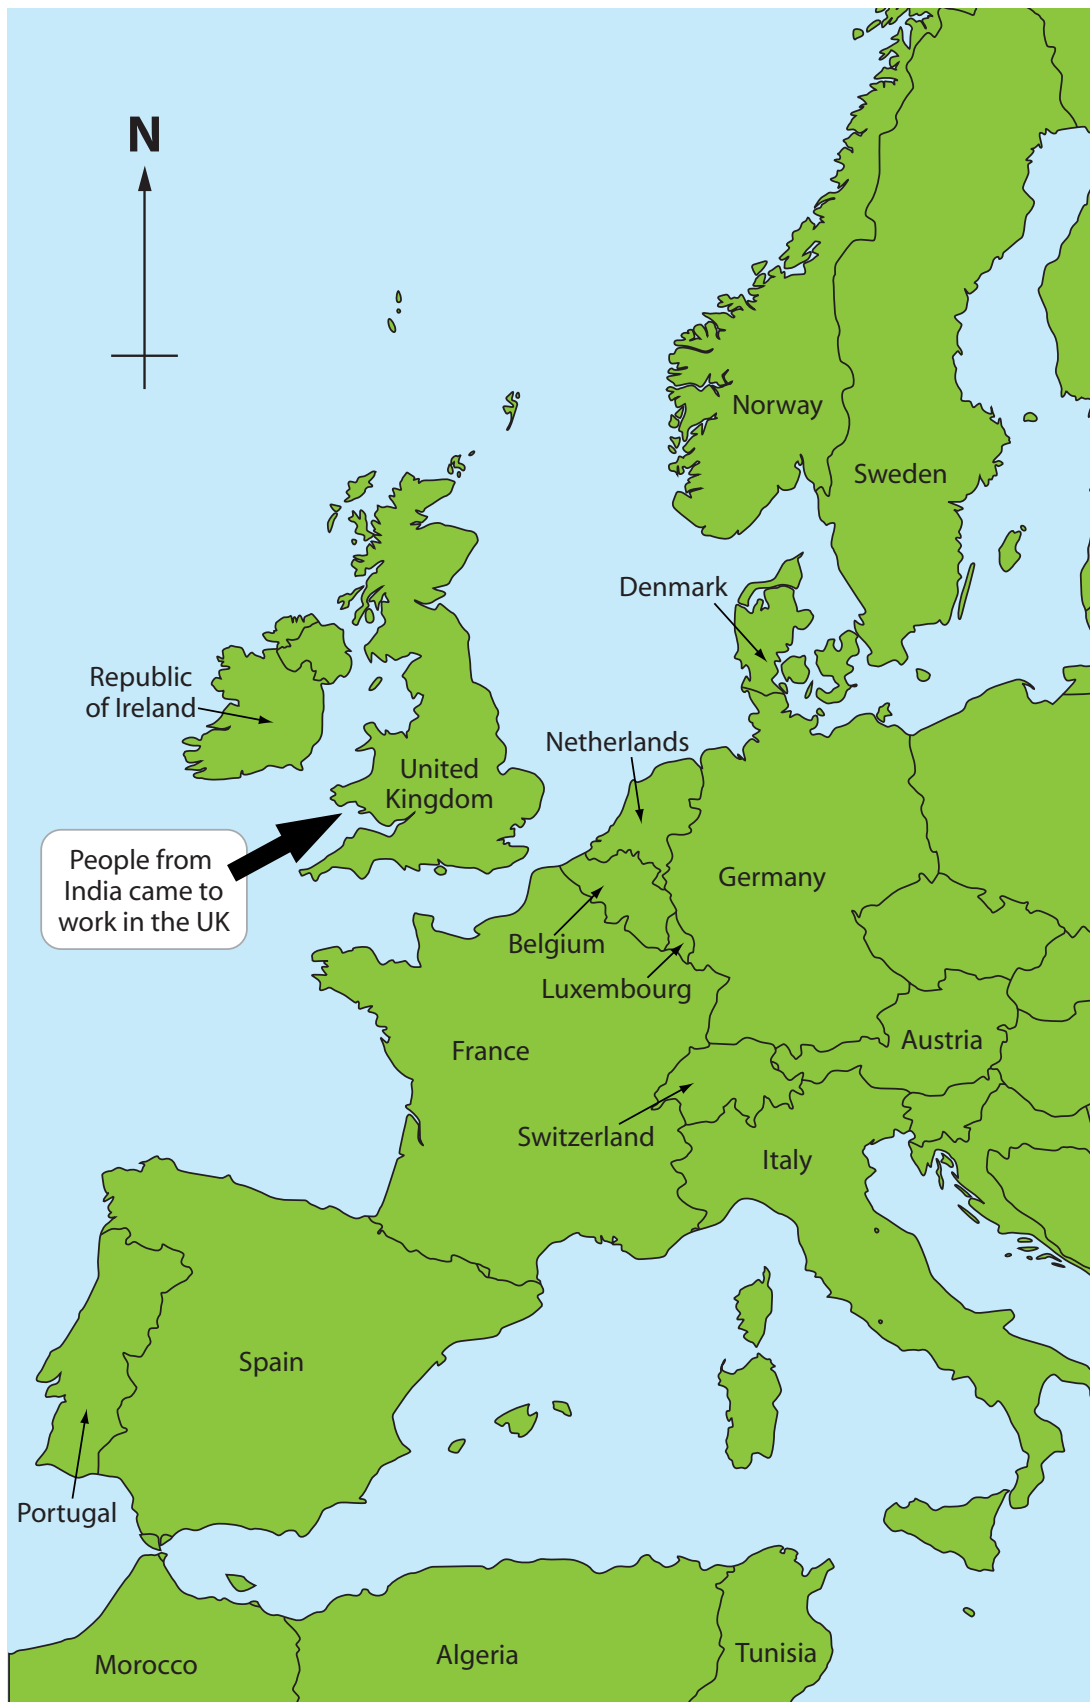 N
Norway
Sweden
Denmark
Republic
of Ireland
Netherlands
United
Kingdom
People from
India came to
work in the UK
Germany
Belgium
Luxembourg
France
Austria
Switzerland
Italy
Spain
Portugal
Morocco
Algeria
Tunisia